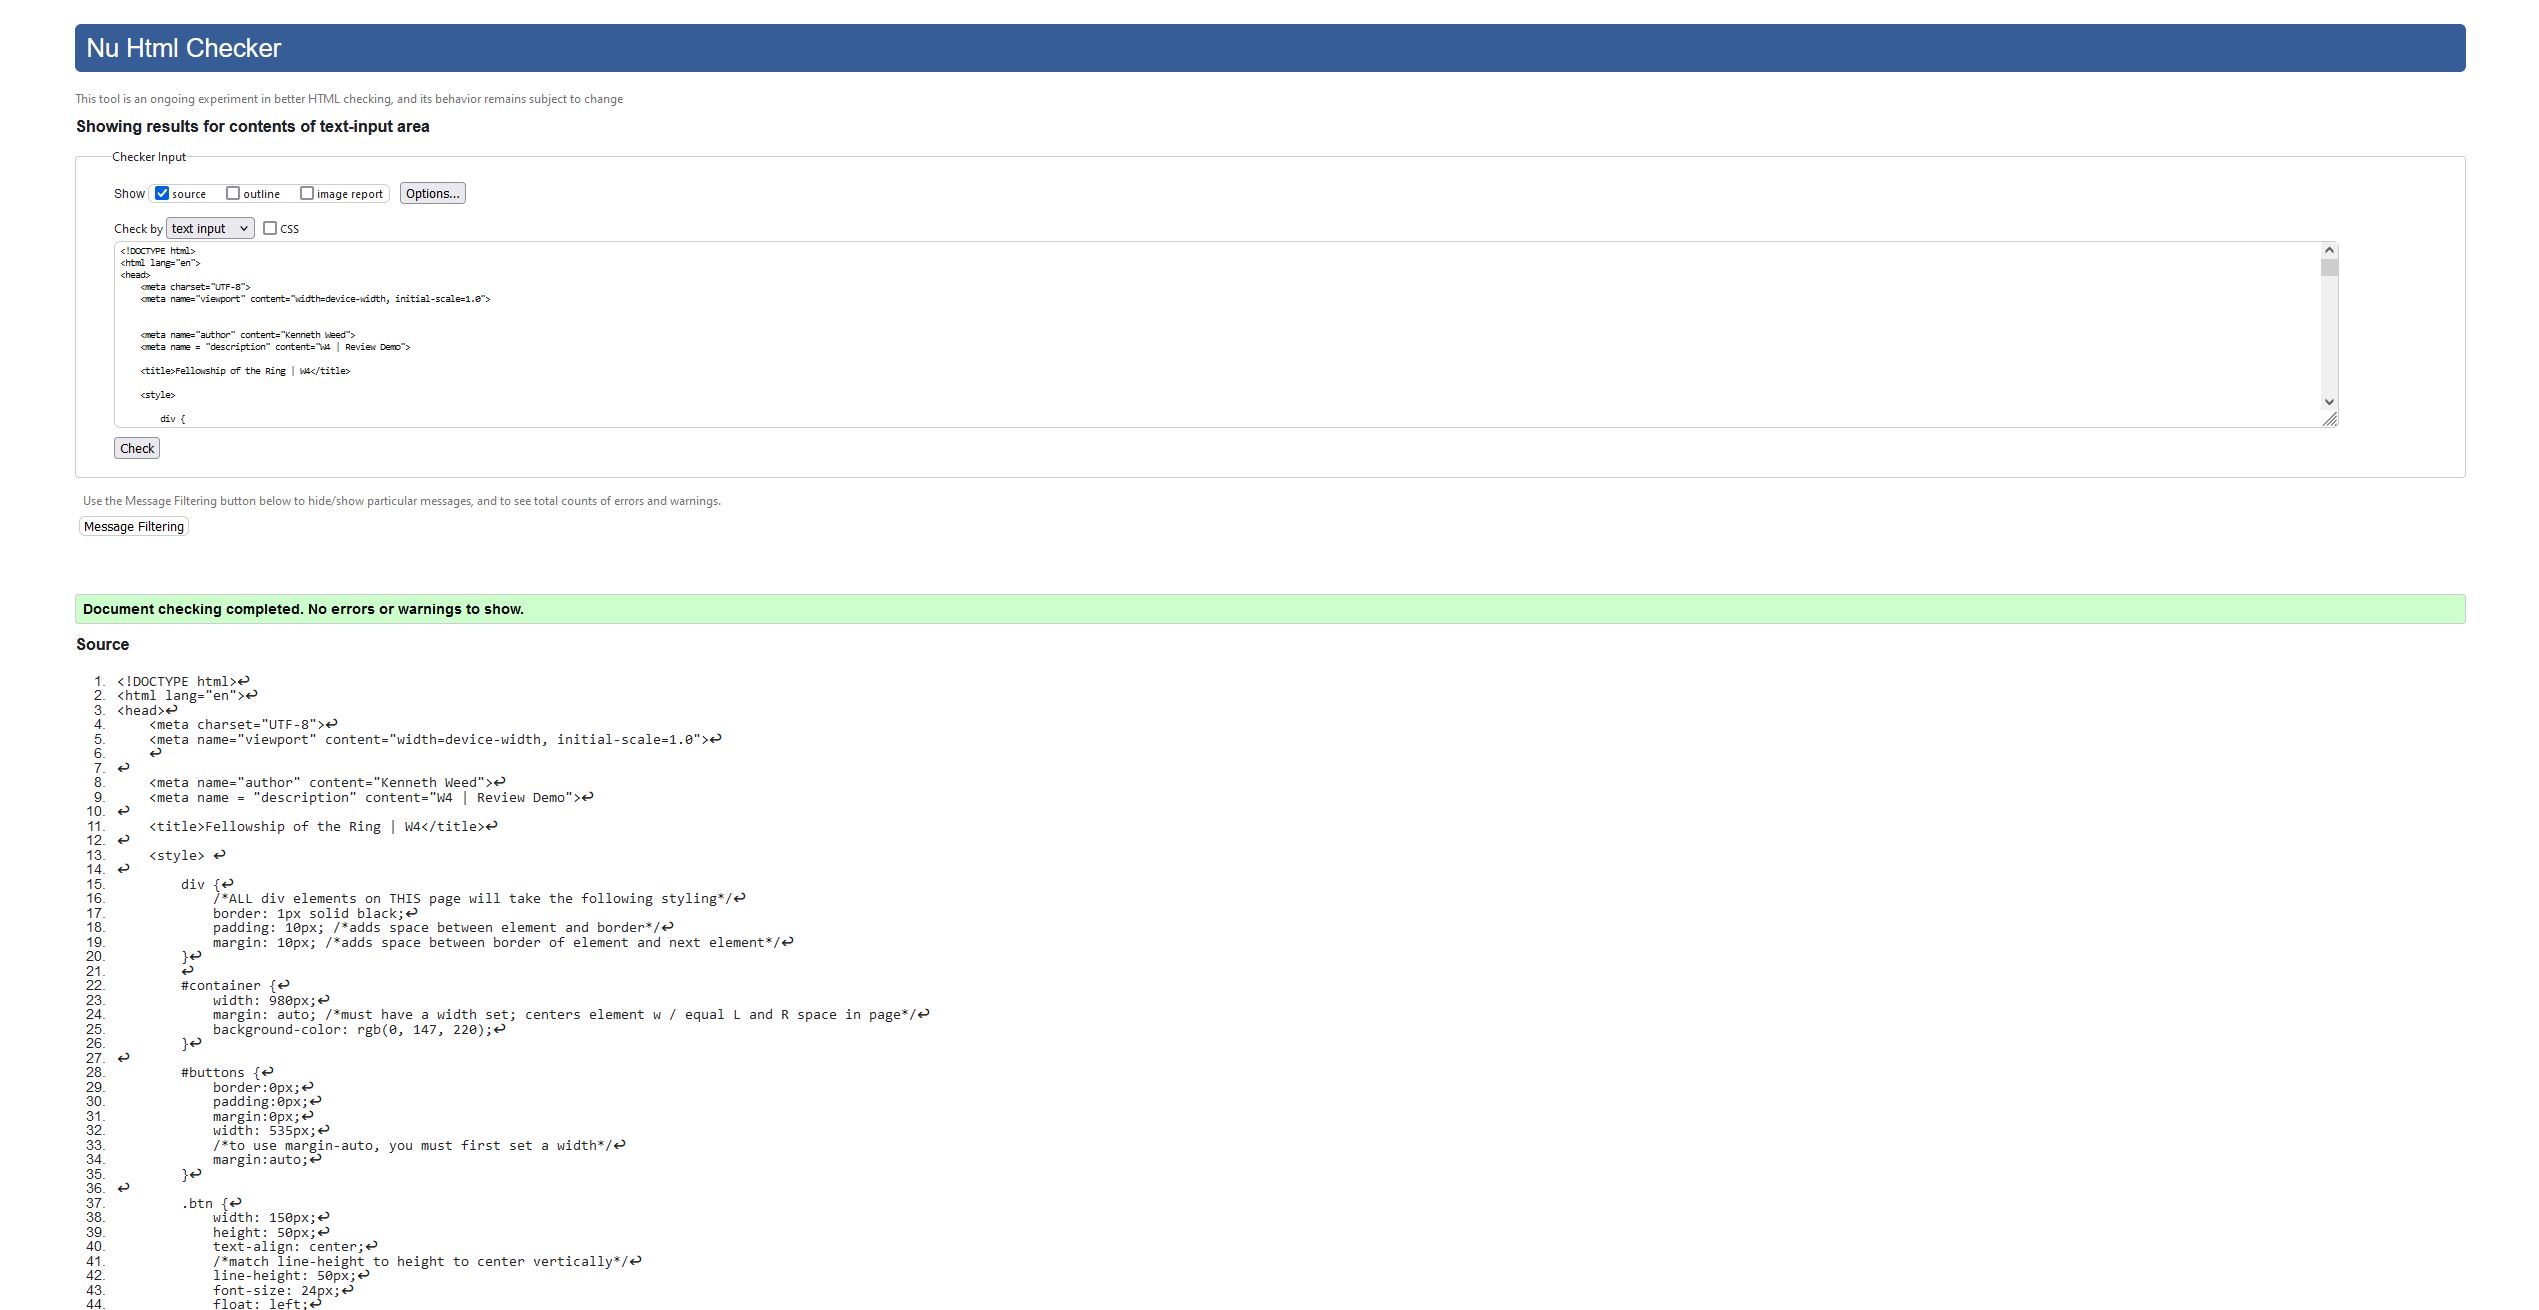 Nu Html Checker
This tool is an ongoing experiment in better HTML checking, and its behavior remains subject to change
Showing results for contents of text-input area
Checker Input
Show source outline image report Options...
Check by text input CSS
<!DOCTYPE html>
<html lang="en">
<head>
    <meta charset="UTF-8">
    <meta name="viewport" content="width=device-width, initial-scale=1.0">
    <meta name="author" content="Kenneth Weed">
    <meta name = "description" content="W4 | Review Demo">
    <title>Fellowship of the Ring | W4</title>
    <style>
        div {
Check
Use the Message Filtering button below to hide/show particular messages, and to see total counts of errors and warnings.
Message Filtering
Document checking completed. No errors or warnings to show.
Source
1. <!DOCTYPE html>↩
2. <html lang="en">↩
3. <head>↩
4.     <meta charset="UTF-8">↩
5.     <meta name="viewport" content="width=device-width, initial-scale=1.0">↩
6.     ↩
7. ↩
8.     <meta name="author" content="Kenneth Weed">↩
9.     <meta name = "description" content="W4 | Review Demo">↩
10. ↩
11.     <title>Fellowship of the Ring | W4</title>↩
12. ↩
13.     <style> ↩
14. ↩
15.         div {↩
16.             /*ALL div elements on THIS page will take the following styling*/↩
17.             border: 1px solid black;↩
18.             padding: 10px; /*adds space between element and border*/↩
19.             margin: 10px; /*adds space between border of element and next element*/↩
20.         }↩
21.         ↩
22.         #container {↩
23.             width: 980px;↩
24.             margin: auto; /*must have a width set; centers element w / equal L and R space in page*/↩
25.             background-color: rgb(0, 147, 220);↩
26.         }↩
27. ↩
28.         #buttons {↩
29.             border:0px;↩
30.             padding:0px;↩
31.             margin:0px;↩
32.             width: 535px;↩
33.             /*to use margin-auto, you must first set a width*/↩
34.             margin:auto;↩
35.         }↩
36. ↩
37.         .btn {↩
38.             width: 150px;↩
39.             height: 50px;↩
40.             text-align: center;↩
41.             /*match line-height to height to center vertically*/↩
42.             line-height: 50px;↩
43.             font-size: 24px;↩
44.             float: left;↩